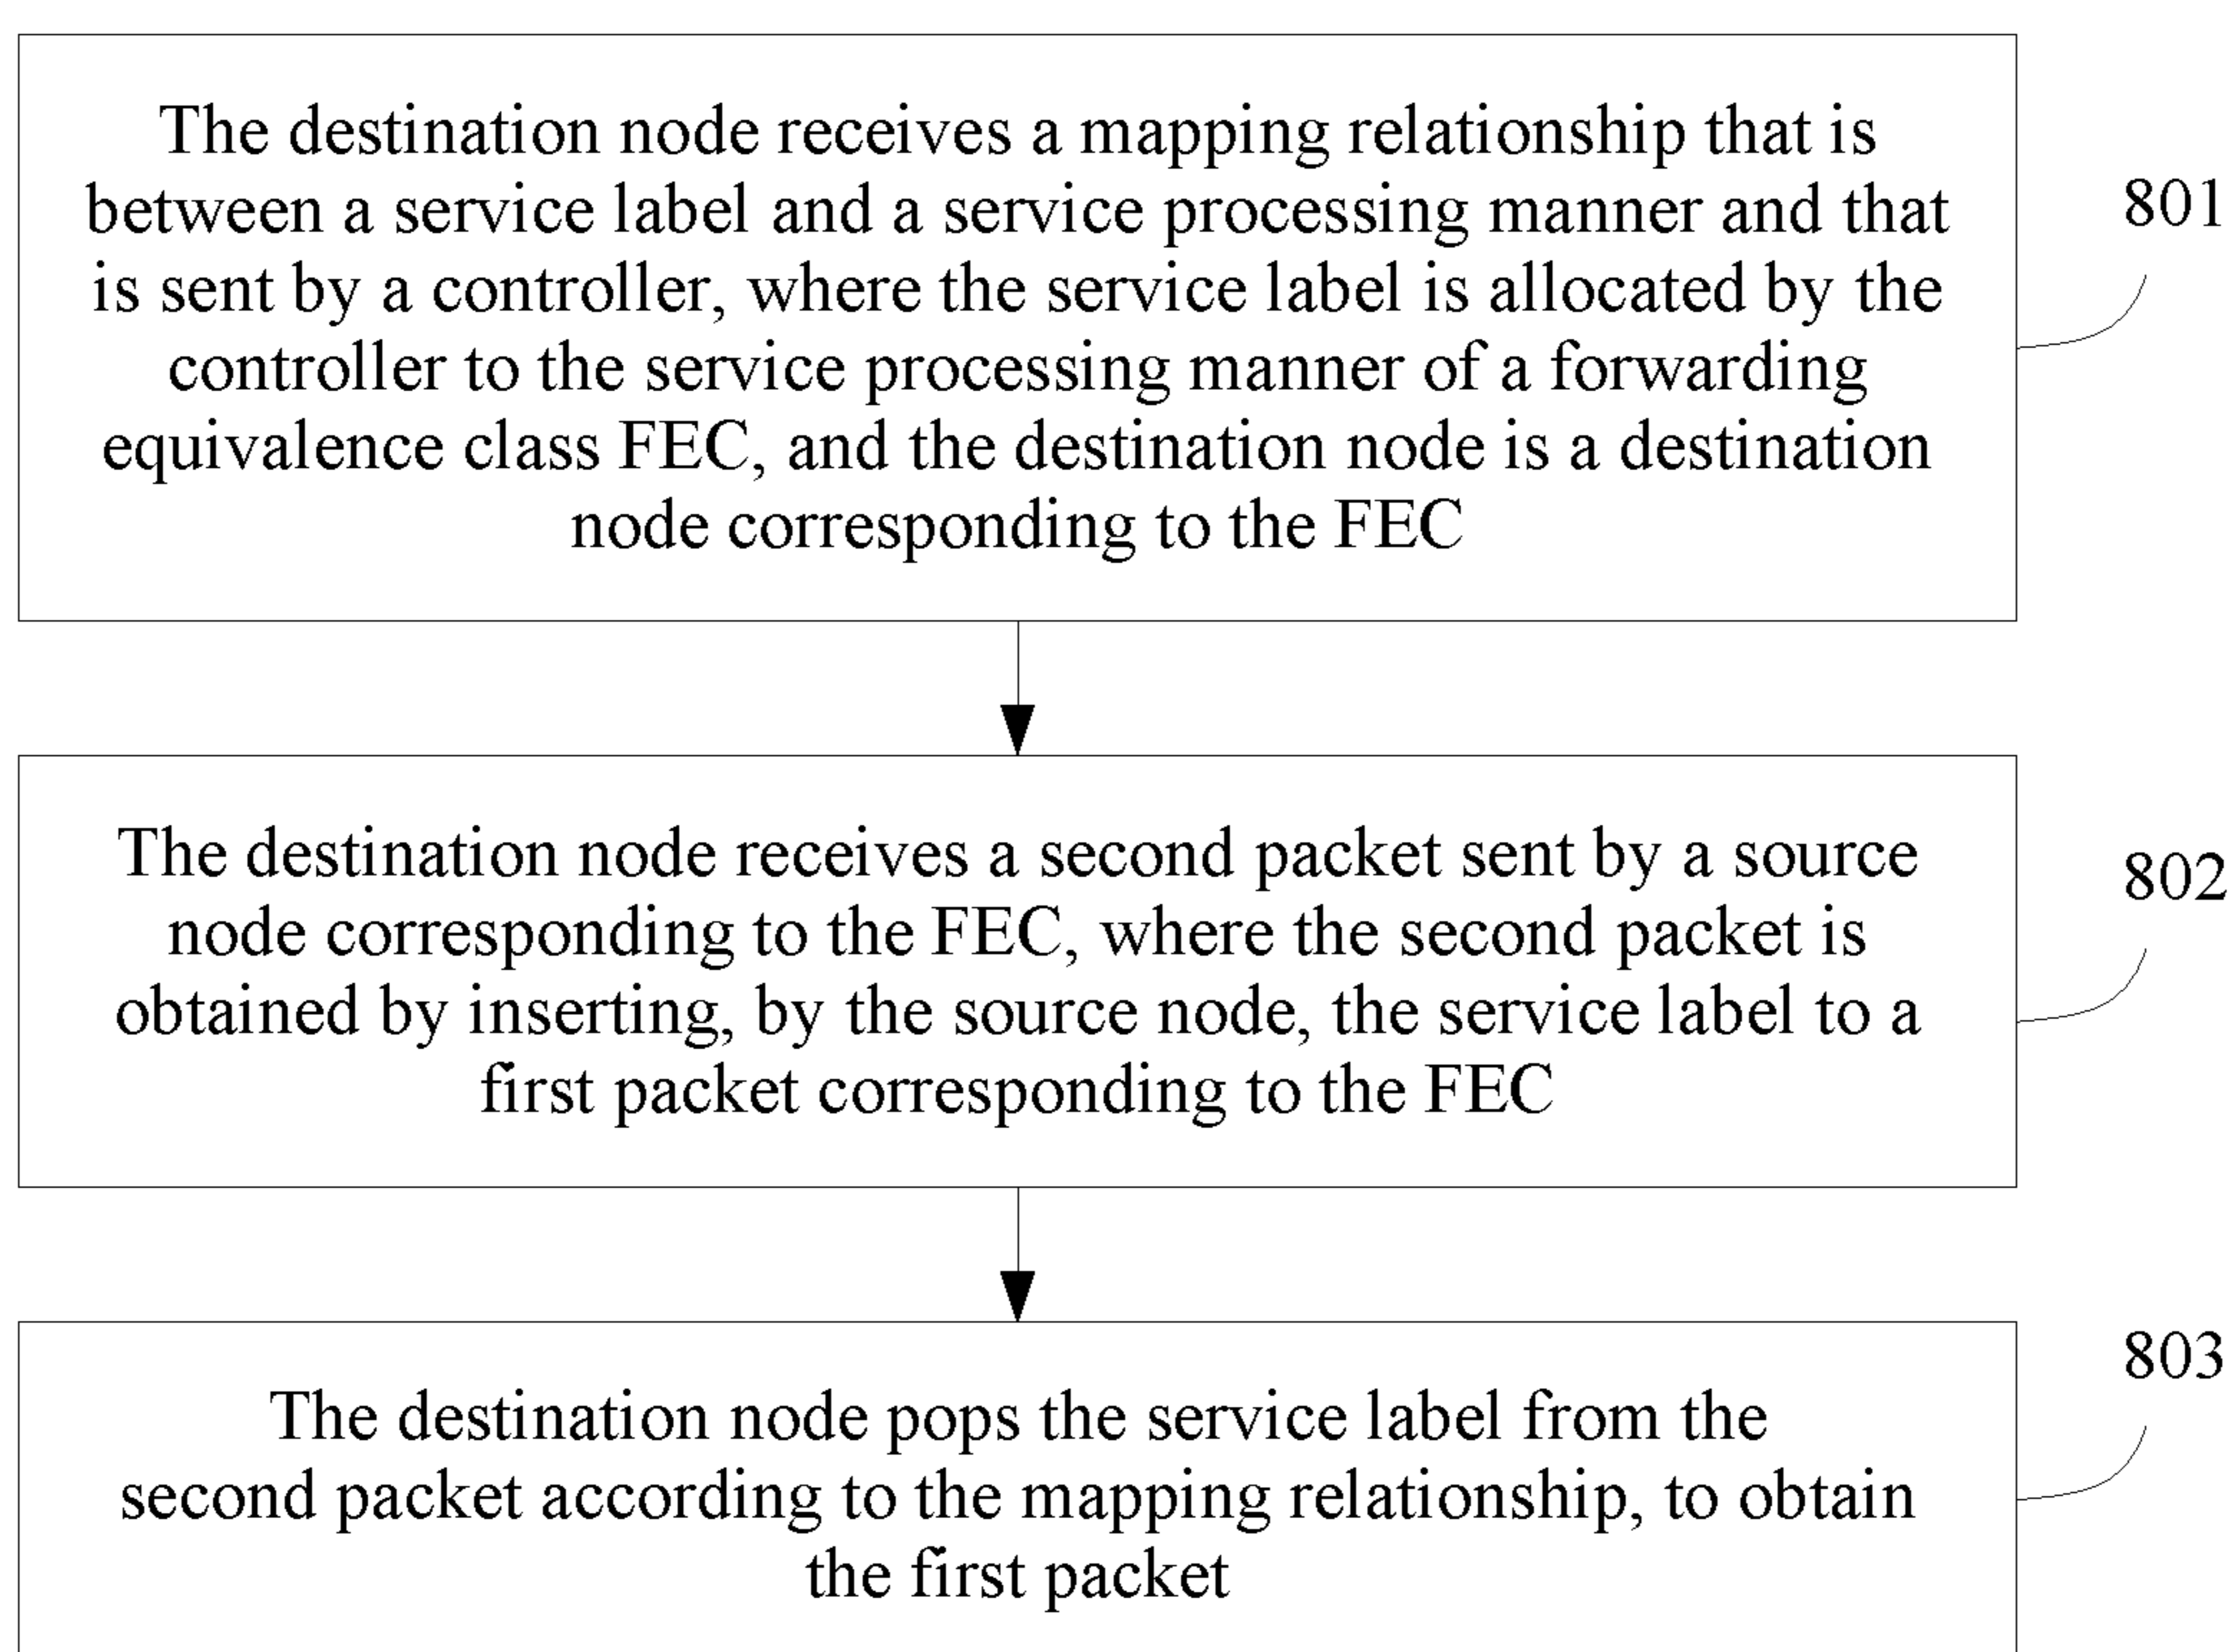 The destination node receives a mapping relationship that is
between a service label and a service processing manner and that
is sent by a controller, where the service label is allocated by the
controller to the service processing manner of a forwarding
equivalence class FEC, and the destination node is a destination
node corresponding to the FEC
801
The destination node receives a second packet sent by a source
node corresponding to the FEC, where the second packet is
obtained by inserting, by the source node, the service label to a
first packet corresponding to the FEC
802
The destination node pops the service label from the
second packet according to the mapping relationship, to obtain
the first packet
803